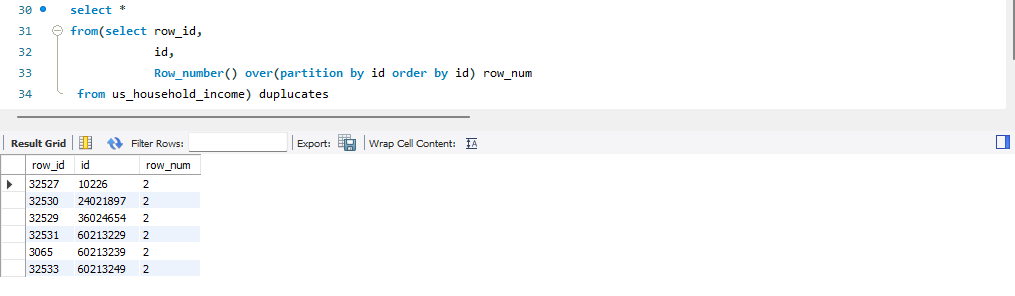 30 select *
31 from(select row_id,
32 id,
33 Row_number() over(partition by id order by id) row_num
34 from us_household_income) duplucates
Result Grid Filter Rows: Export: Wrap Cell Content: IA
row_id id row_num
32527 10226 2
32530 24021897 2
32529 36024654 2
32531 60213229 2
3065 60213239 2
32533 60213249 2